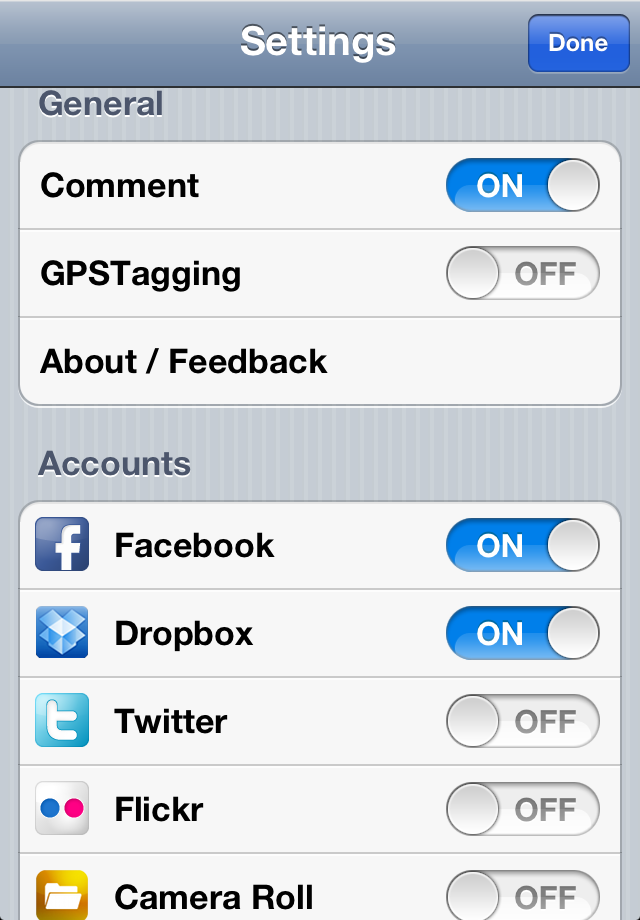 Settings
Done
General
Comment ON
GPSTagging OFF
About / Feedback
Accounts
Facebook ON
Dropbox ON
Twitter OFF
Flickr OFF
Camera Roll OFF